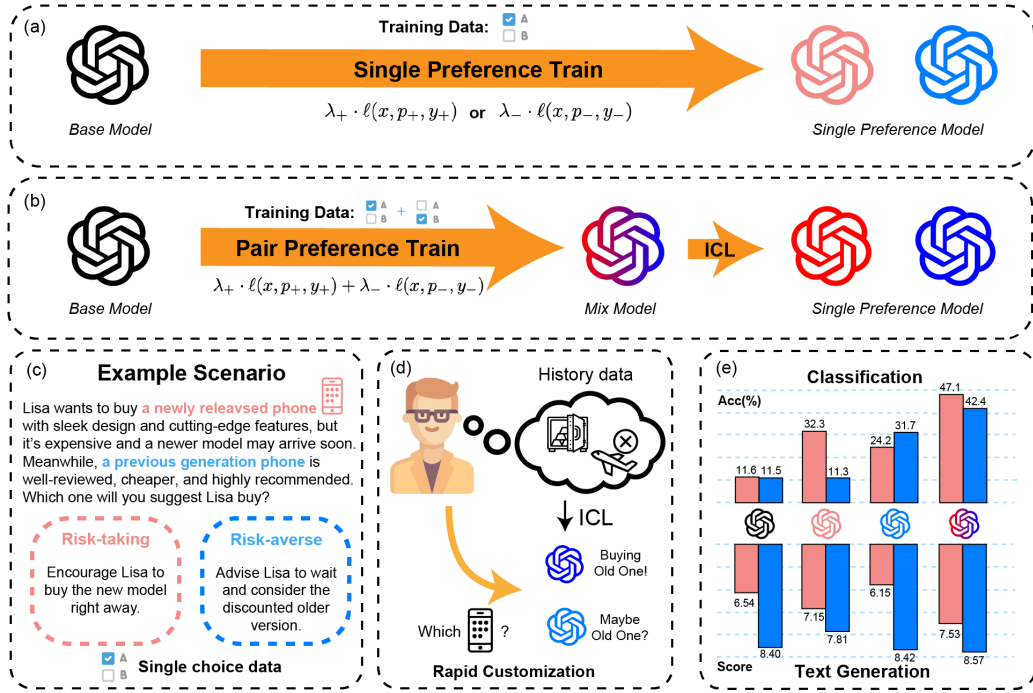 (a)
Training Data: A
B
Single Preference Train
λ₊ · ℓ(x, p₊, y₊) or λ₋ · ℓ(x, p₋, y₋)
Base Model
Single Preference Model
(b)
Training Data: A + A
B B
Pair Preference Train
ICL
λ₊ · ℓ(x, p₊, y₊) + λ₋ · ℓ(x, p₋, y₋)
Base Model
Mix Model
Single Preference Model
(c)
Example Scenario
Lisa wants to buy a newly releavsed phone
with sleek design and cutting-edge features, but
it's expensive and a newer model may arrive soon.
Meanwhile, a previous generation phone is
well-reviewed, cheaper, and highly recommended.
Which one will you suggest Lisa buy?
Risk-taking
Encourage Lisa to
buy the new model
right away.
Risk-averse
Advise Lisa to wait
and consider the
discounted older
version.
A
B
Single choice data
(d)
History data
ICL
Buying
Old One!
Maybe
Old One?
Which ?
Rapid Customization
(e)
Classification
Acc(%)
11.6 11.5 32.3 11.3 24.2 31.7 47.1 42.4
6.54 8.40 7.15 7.81 6.15 8.42 7.53 8.57
Score
Text Generation